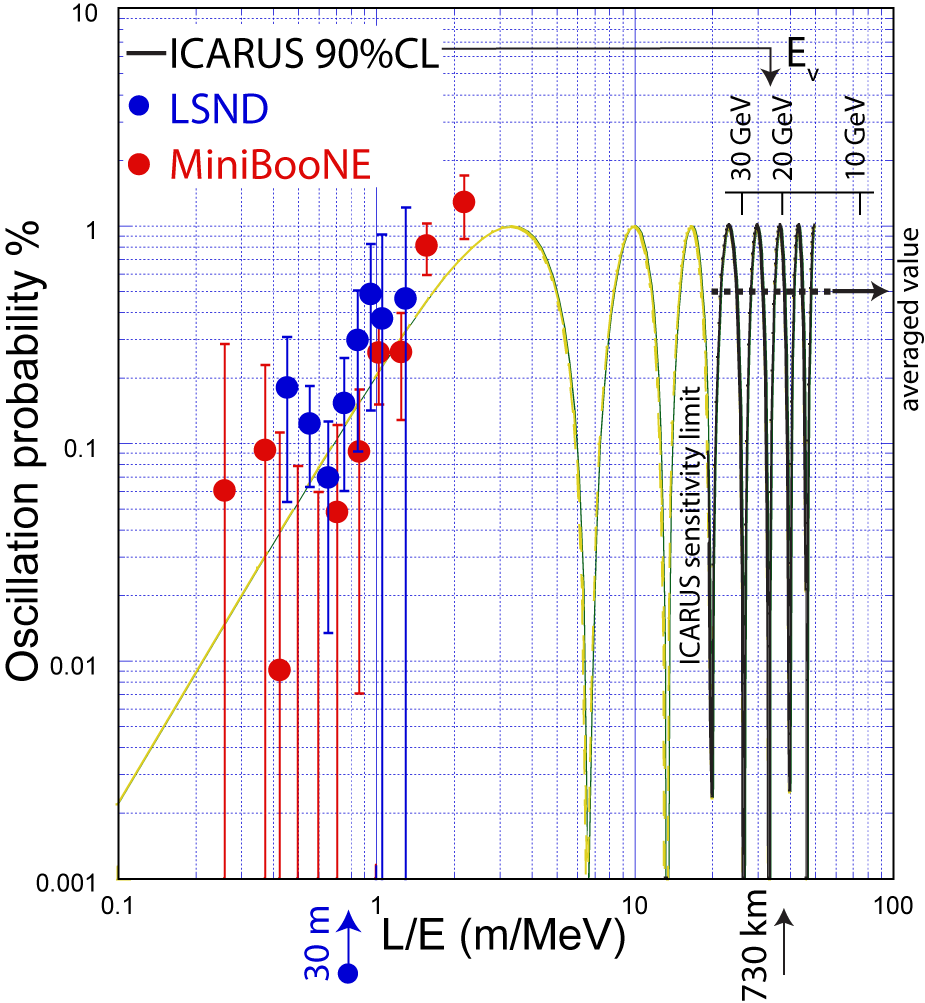 10
ICARUS 90%CL
Eν
LSND
MiniBooNE
30 GeV
20 GeV
10 GeV
1
Oscillation probability %
averaged value
ICARUS sensitivity limit
0.1
0.01
0.001
0.1
1
10
100
L/E (m/MeV)
30 m
730 km